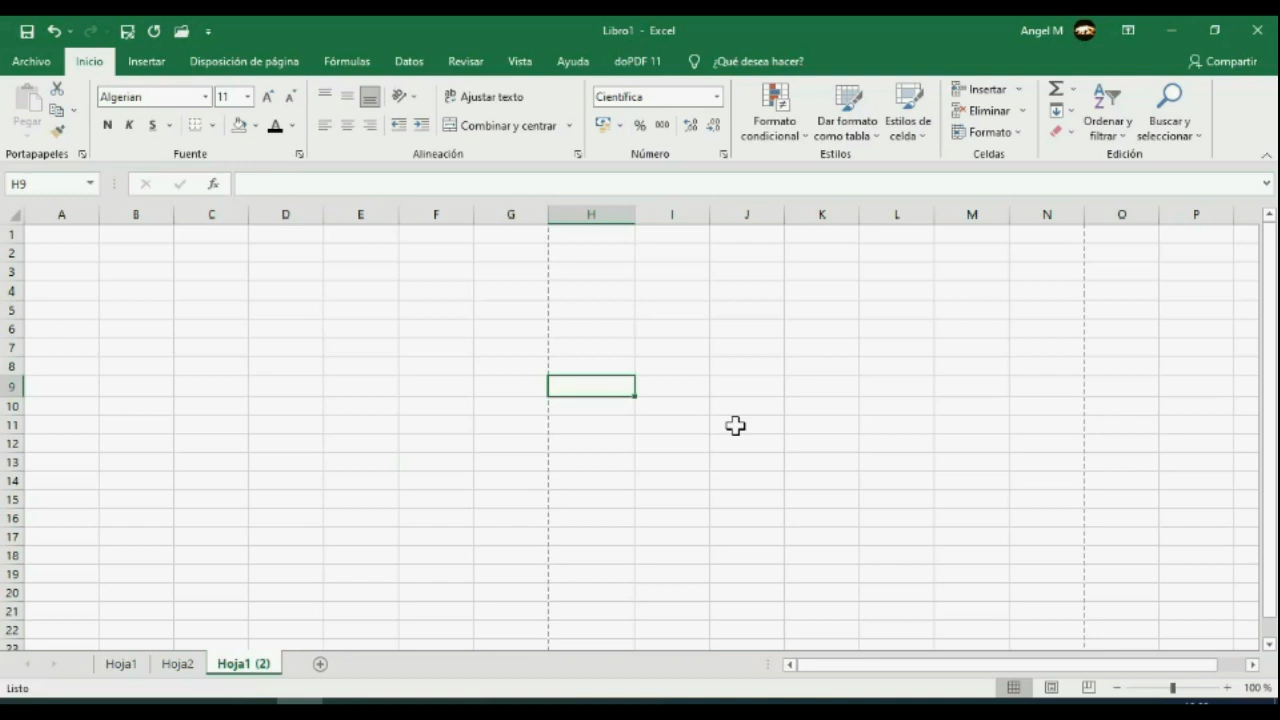 Libro1 - Excel
Angel M
Archivo Inicio Insertar Disposición de página Fórmulas Datos Revisar Vista Ayuda doPDF 11 ¿Qué desea hacer? Compartir
Pegar
Portapapeles
Algerian 11
N K S
Fuente
Ajustar texto
Combinar y centrar
Alineación
Científica
% 000
Número
Formato condicional
Dar formato como tabla
Estilos de celda
Estilos
Insertar
Eliminar
Formato
Celdas
Ordenar y filtrar
Buscar y seleccionar
Edición
H9 fx
A B C D E F G H I J K L M N O P
1
2
3
4
5
6
7
8
9
10
11
12
13
14
15
16
17
18
19
20
21
22
23
Hoja1 Hoja2 Hoja1 (2)
Listo 100 %